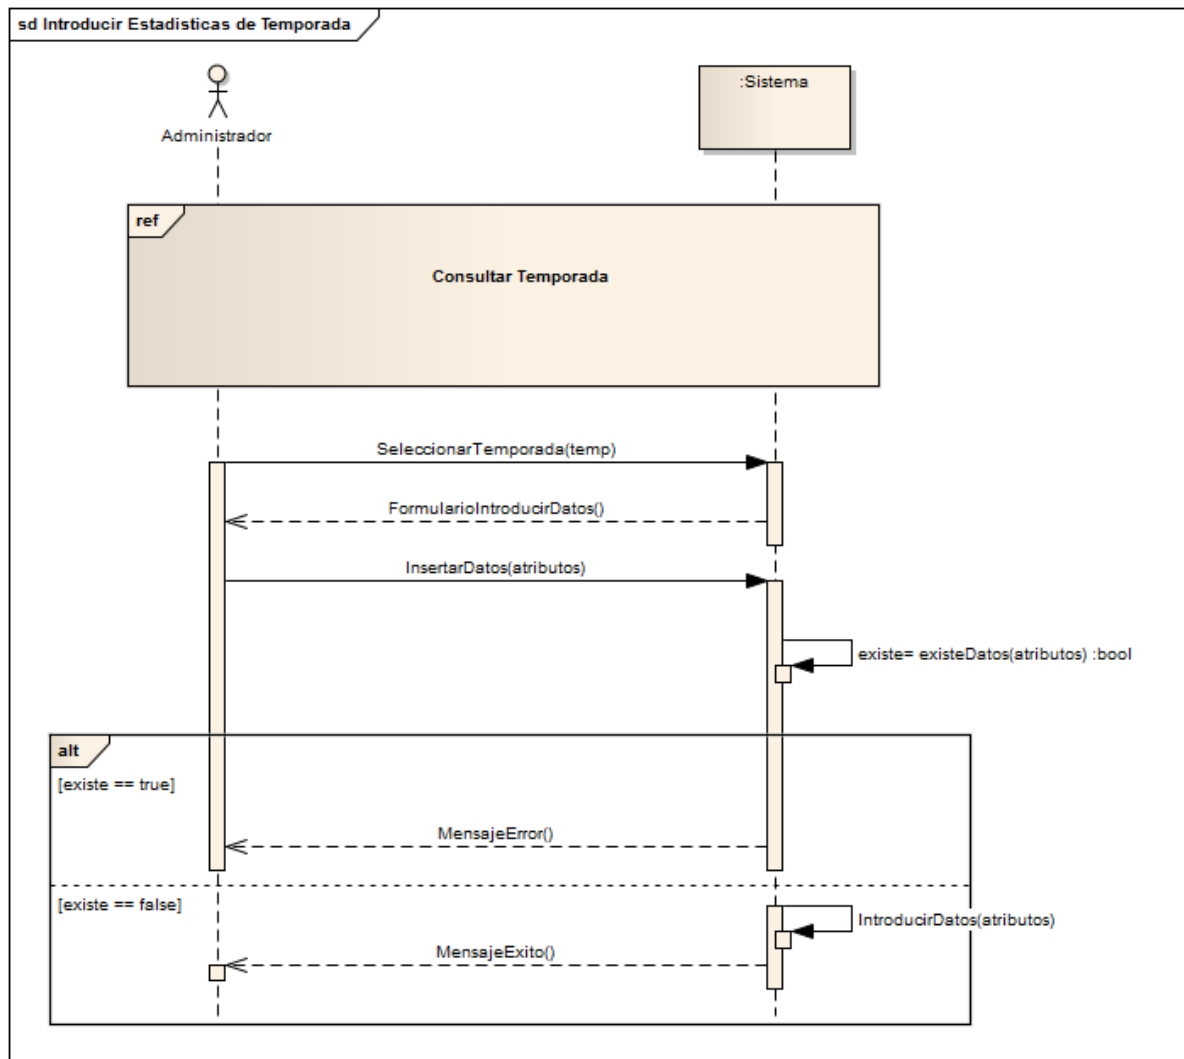 sd Introducir Estadisticas de Temporada
Administrador
:Sistema
ref
Consultar Temporada
SeleccionarTemporada(temp)
FormularioIntroducirDatos()
InsertarDatos(atributos)
existe= existeDatos(atributos) :bool
alt
[existe == true]
MensajeError()
[existe == false]
IntroducirDatos(atributos)
MensajeExito()